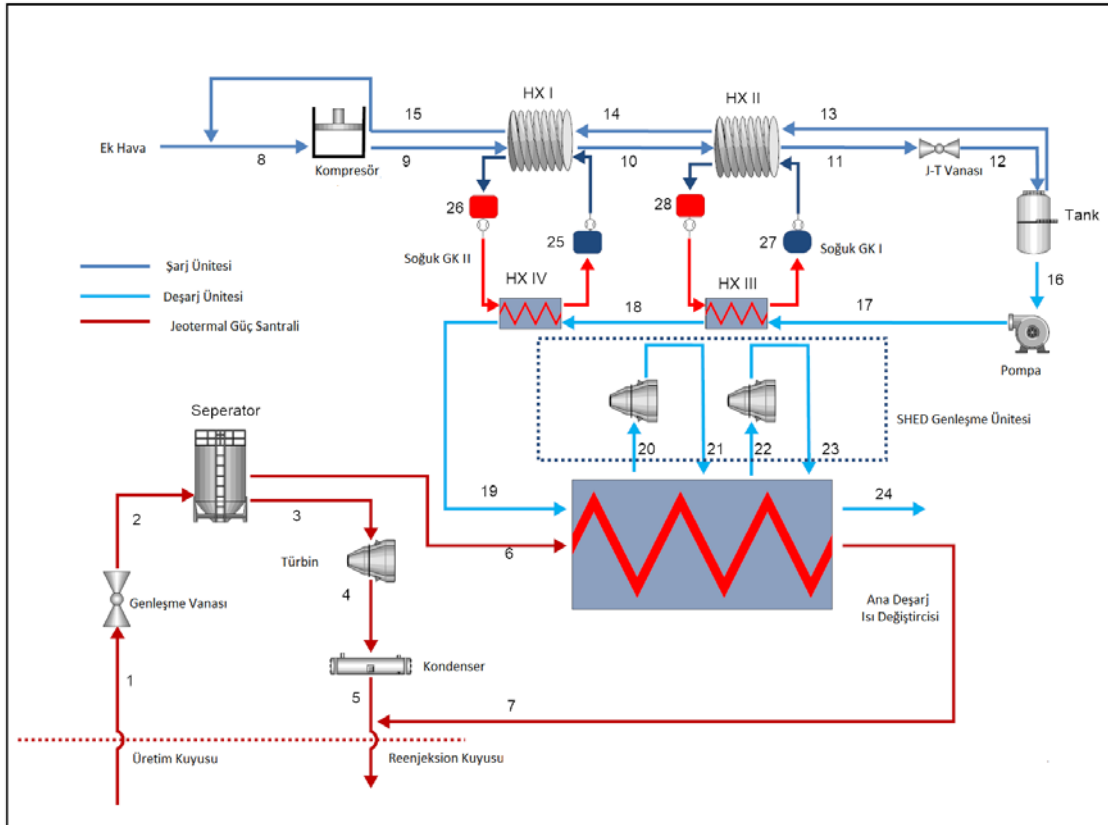 HX I
HX II
15
14
13
Ek Hava
8
9
10
11
12
Kompresör
J-T Vanası
Tank
26
25
28
27
Soğuk GK II
Soğuk GK I
16
HX IV
HX III
Şarj Ünitesi
Deşarj Ünitesi
Jeotermal Güç Santrali
18
17
Pompa
SHED Genleşme Ünitesi
20
21
22
23
Seperator
2
3
19
24
6
Türbin
4
Genleşme Vanası
Ana Deşarj
Isı Değiştircisi
Kondenser
1
5
7
Üretim Kuyusu
Reenjeksion Kuyusu